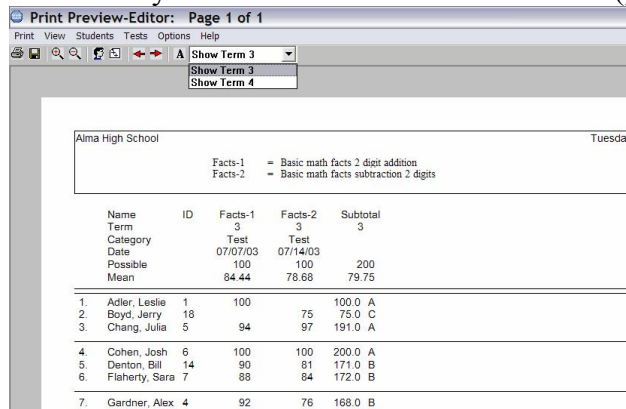 Print Preview-Editor: Page 1 of 1
Print View Students Tests Options Help
A Show Term 3
Show Term 3
Show Term 4
Alma High School
Facts-1 = Basic math facts 2 digit addition
Facts-2 = Basic math facts subtraction 2 digits
Name ID Facts-1 Facts-2 Subtotal
Term 3 3 3
Category Test Test
Date 07/07/03 07/14/03
Possible 100 100 200
Mean 84.44 78.68 79.75
1. Adler, Leslie 1 100 100.0 A
2. Boyd, Jerry 18 75 75.0 C
3. Chang, Julia 5 94 97 191.0 A
4. Cohen, Josh 6 100 100 200.0 A
5. Denton, Bill 14 90 81 171.0 B
6. Flaherty, Sara 7 88 84 172.0 B
7. Gardner, Alex 4 92 76 168.0 B